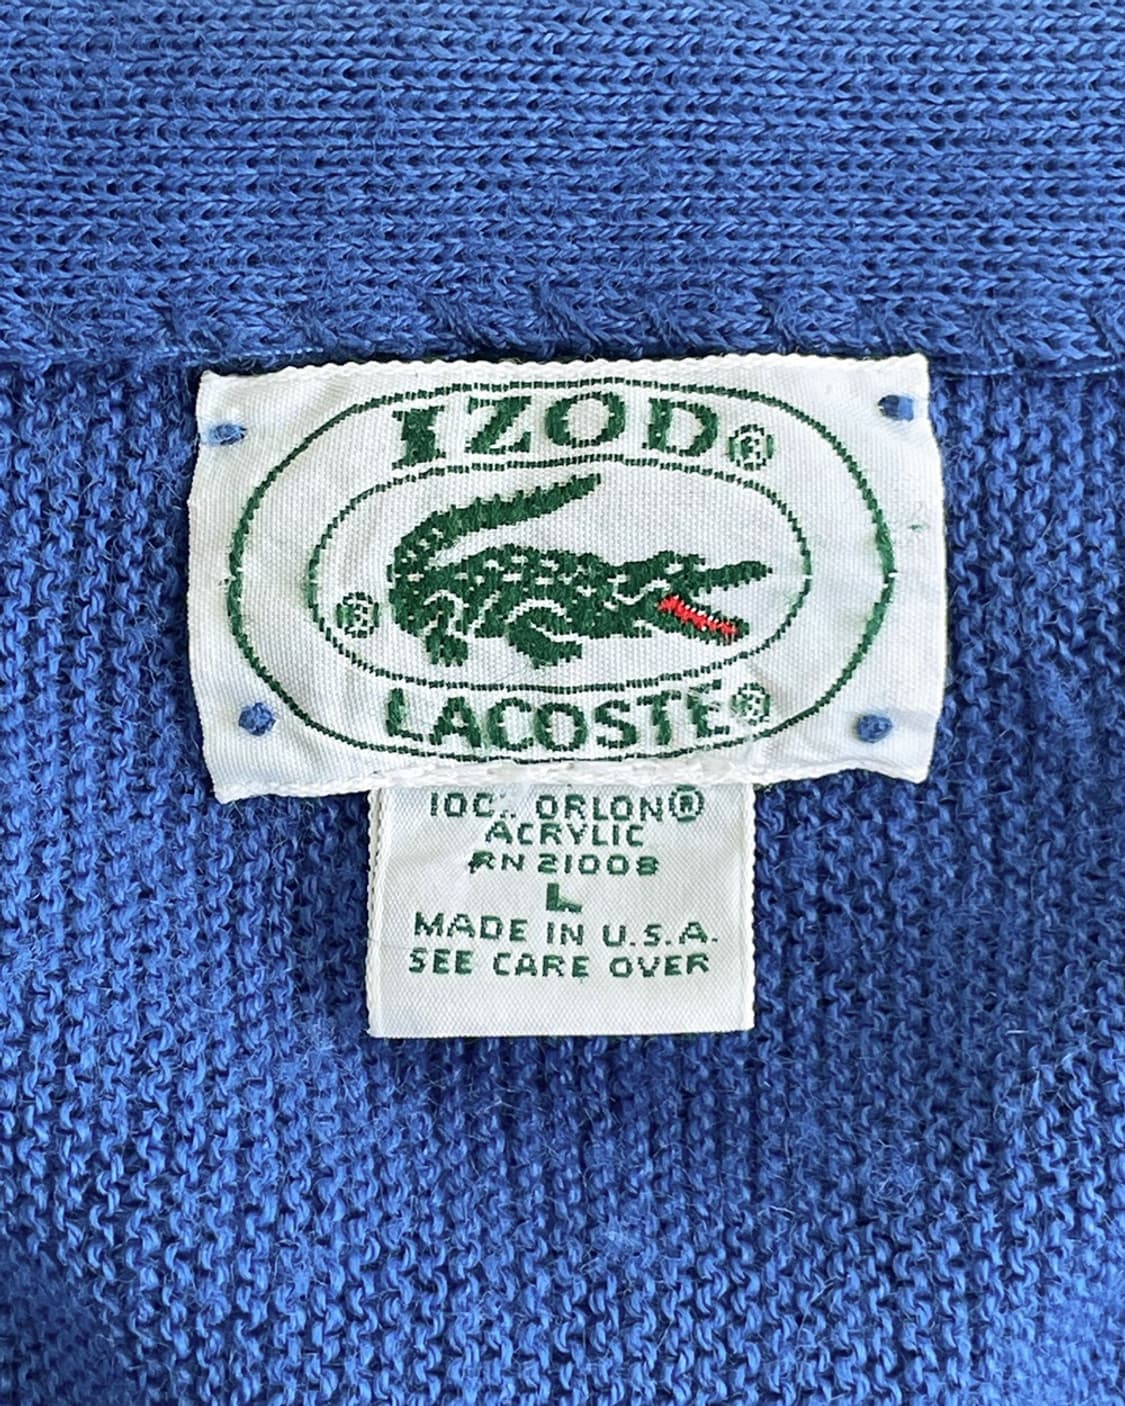 IZOD®
®
LACOSTE®
100% ORLON®
ACRYLIC
RN 21008
L
MADE IN U.S.A.
SEE CARE OVER